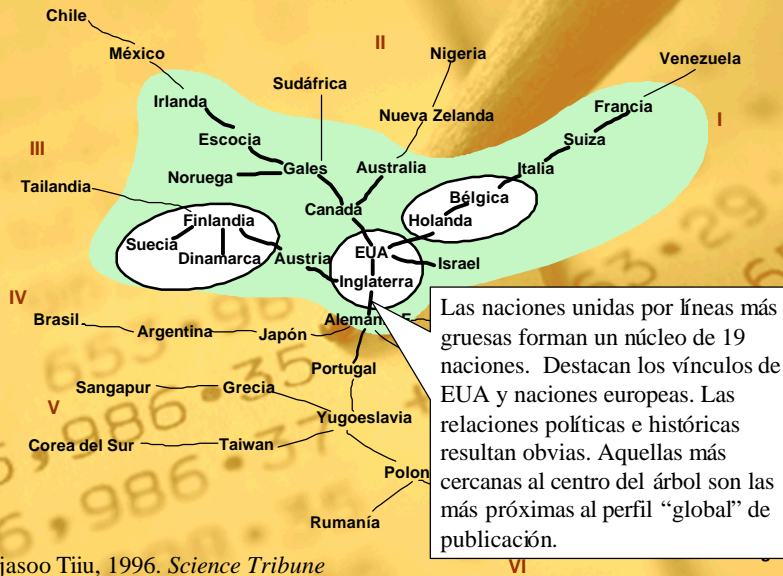 Chile
México
II
Nigeria
Venezuela
Sudáfrica
Irlanda
Nueva Zelanda
Francia
I
Escocia
Suiza
III
Noruega
Gales
Australia
Italia
Tailandia
Bélgica
Canadá
Holanda
Finlandia
Suecia
Dinamarca
Austria
EUA
Israel
Inglaterra
IV
Brasil
Argentina
Japón
Portugal
Sangapur
Grecia
V
Yugoeslavia
Corea del Sur
Taiwan
Rumanía
Las naciones unidas por líneas más
gruesas forman un núcleo de 19
naciones. Destacan los vínculos de
EUA y naciones europeas. Las
relaciones políticas e históricas
resultan obvias. Aquellas más
cercanas al centro del árbol son las
más próximas al perfil “global” de
publicación.
jasoo Tiiu, 1996. Science Tribune
VI